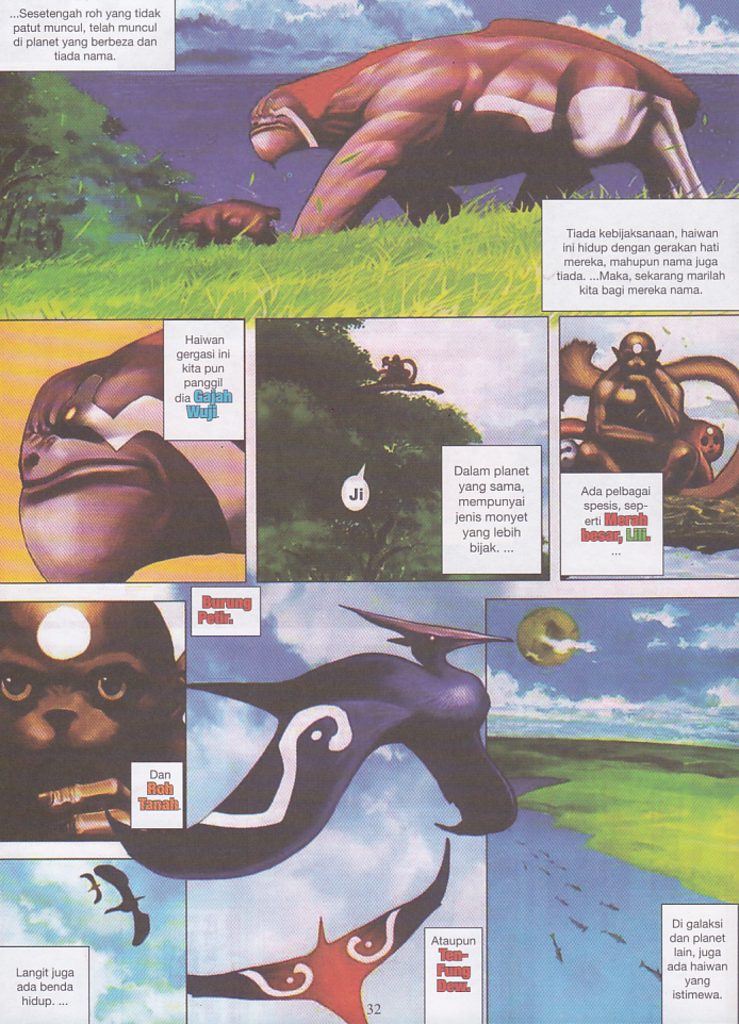 ...Sesetengah roh yang tidak
patut muncul, telah muncul
di planet yang berbeza dan
tiada nama.
Tiada kebijaksanaan, haiwan
ini hidup dengan gerakan hati
mereka, mahupun nama juga
tiada. ...Maka, sekarang marilah
kita bagi mereka nama.
Haiwan
gergasi ini
kita pun
panggil
dia Gajah
Wuji
Ji
Dalam planet
yang sama,
mempunyai
jenis monyet
yang lebih
bijak. ...
Ada pelbagai
spesis, sep-
erti Merah
besar, Lili.
...
Dan
Roh
Tanah
Burung
Petir.
Langit juga
ada benda
hidup. ...
Ataupun
Ten-
Fung
Dew.
Di galaksi
dan planet
lain, juga
ada haiwan
yang
istimewa.
32